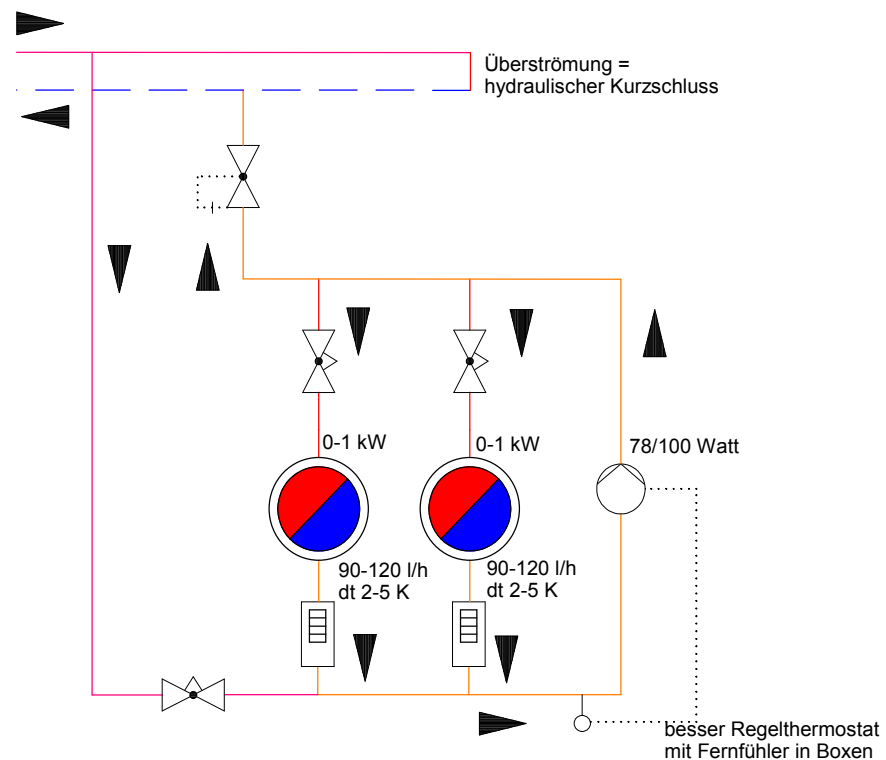 Überströmung =
hydraulischer Kurzschluss
0-1 kW
0-1 kW
78/100 Watt
90-120 l/h
dt 2-5 K
90-120 l/h
dt 2-5 K
besser Regelthermostat
mit Fernfühler in Boxen